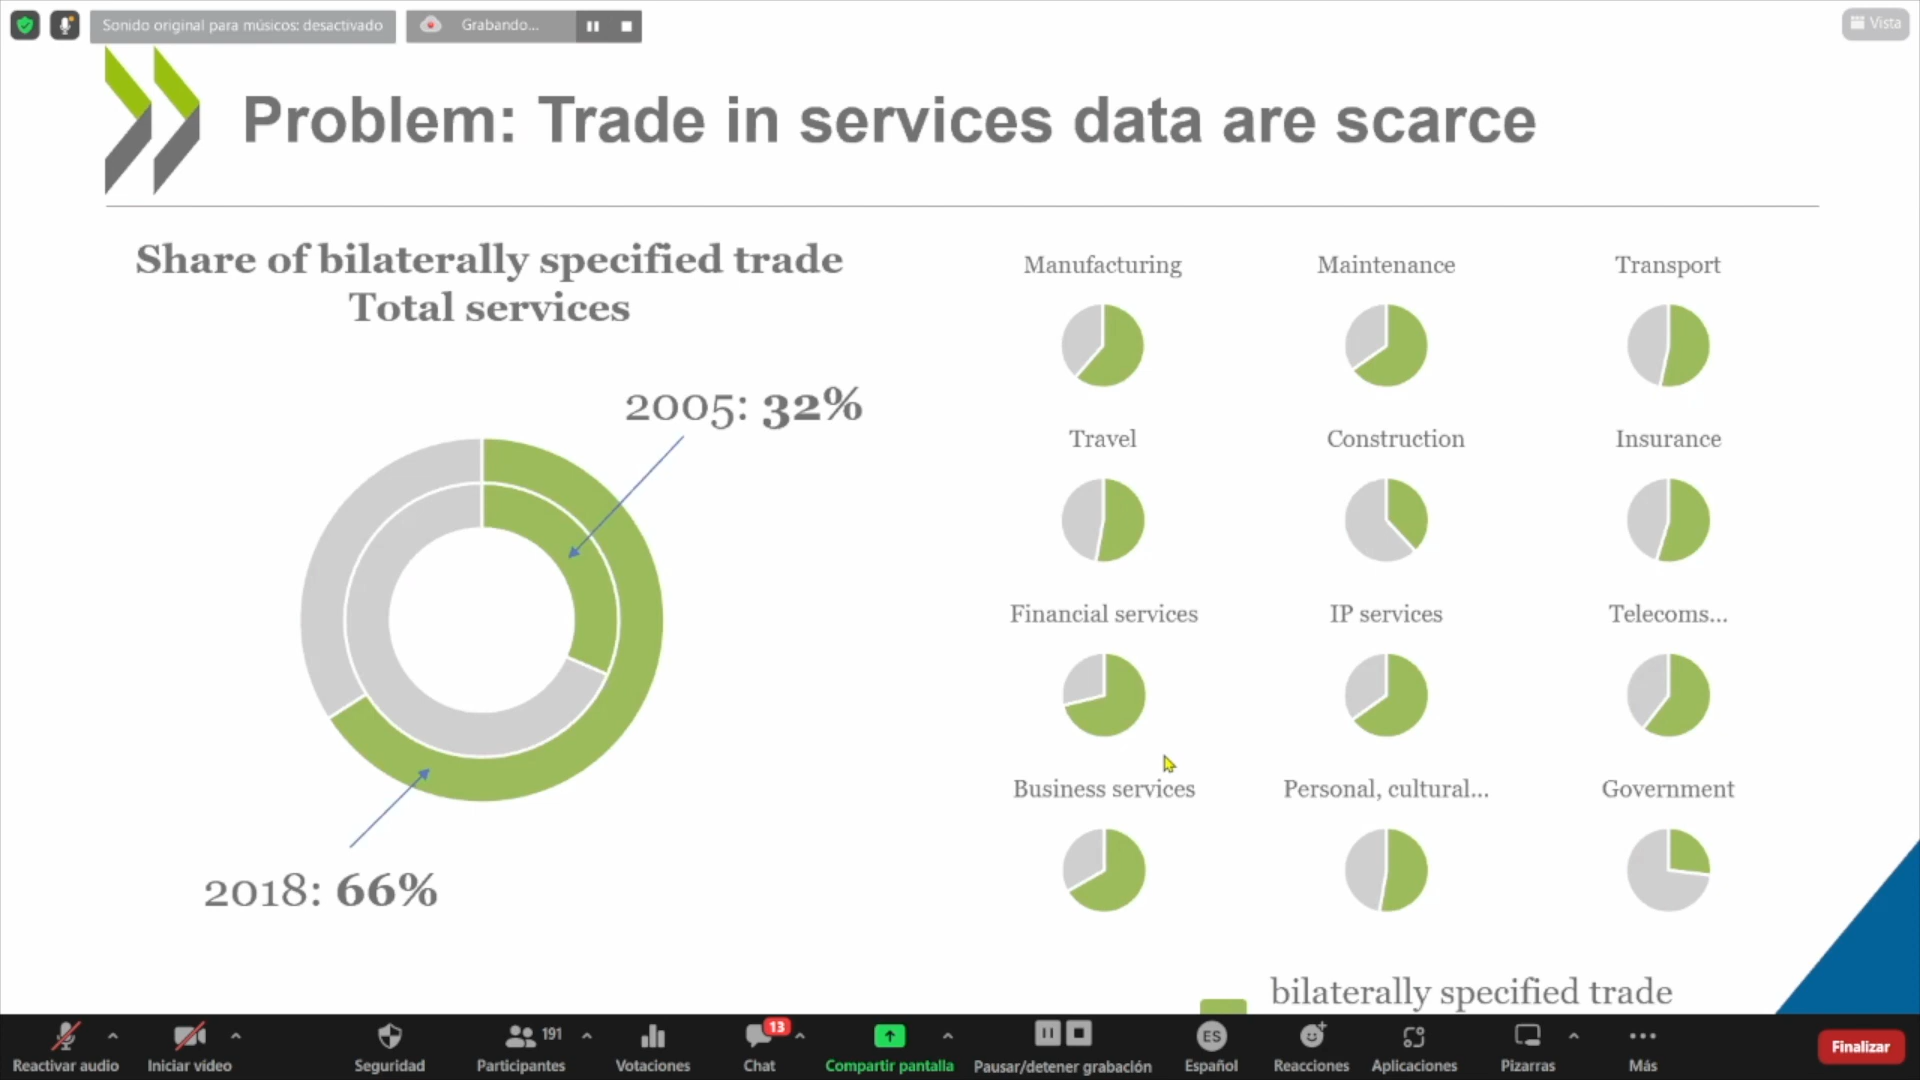 Sonido original para músicos: desactivado
Grabando...
Vista
Problem: Trade in services data are scarce
Share of bilaterally specified trade
Total services
2005: 32%
2018: 66%
Manufacturing
Maintenance
Transport
Travel
Construction
Insurance
Financial services
IP services
Telecoms...
Business services
Personal, cultural...
Government
bilaterally specified trade
Reactivar audio
Iniciar vídeo
Seguridad
191
Participantes
Votaciones
13
Chat
Compartir pantalla
Pausar/detener grabación
ES
Español
Reacciones
Aplicaciones
Pizarras
Más
Finalizar